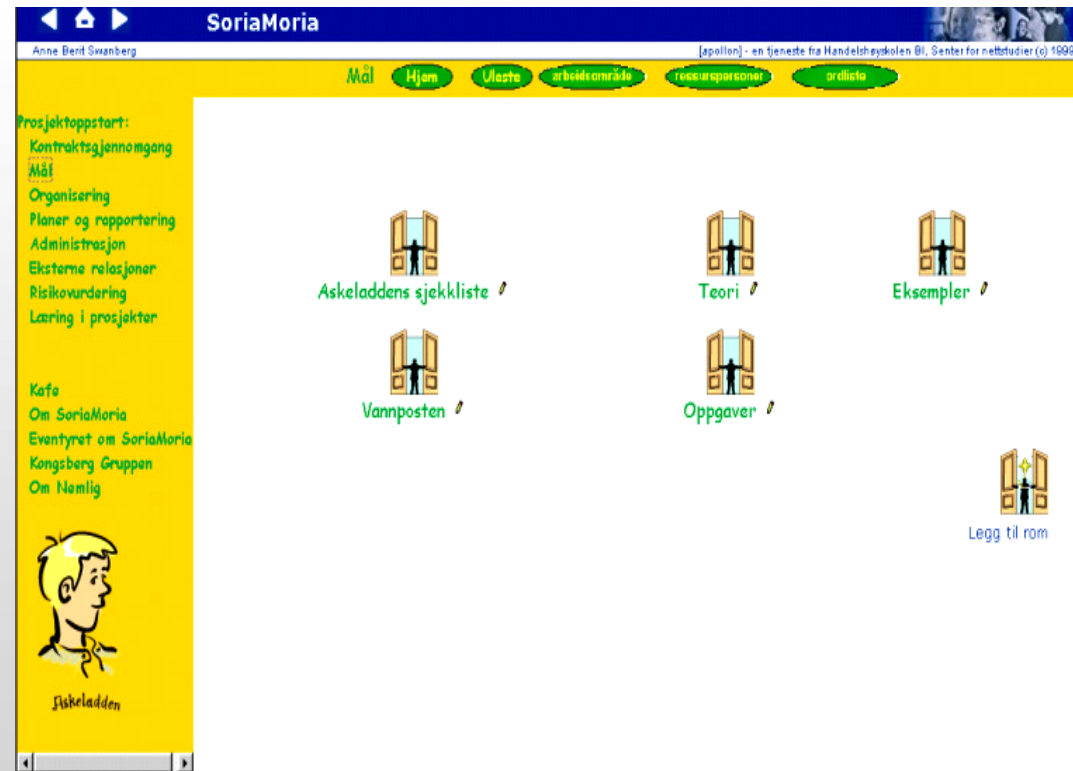 SoriaMoria
Anne Berit Swanberg
[apollon] - en tjeneste fra Handelshøyskolen BI, Senter for nettstudier (c) 1999
Mål Hjem Uleste arbeidsområde ressurspersoner ordliste
Prosjektoppstart:
Kontraktsgjennomgang
Mål
Organisering
Planer og rapportering
Administrasjon
Eksterne relasjoner
Risikovurdering
Læring i prosjekter
Kafe
Om SoriaMoria
Eventyret om SoriaMoria
Kongsberg Gruppen
Om Nemlig
Askeladden
Askeladdens sjekkliste
Teori
Eksempler
Vannposten
Oppgaver
Legg til rom